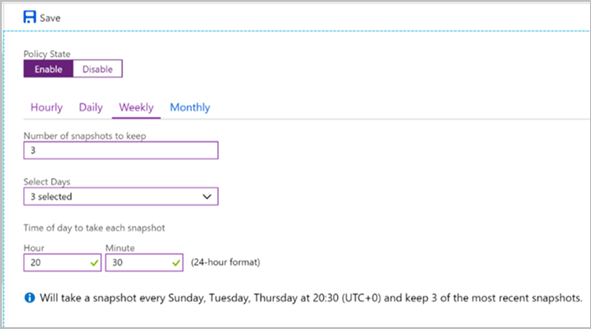 Save
Policy State
Enable Disable
Hourly Daily Weekly Monthly
Number of snapshots to keep
3
Select Days
3 selected
Time of day to take each snapshot
Hour Minute
20 30 (24-hour format)
Will take a snapshot every Sunday, Tuesday, Thursday at 20:30 (UTC+0) and keep 3 of the most recent snapshots.